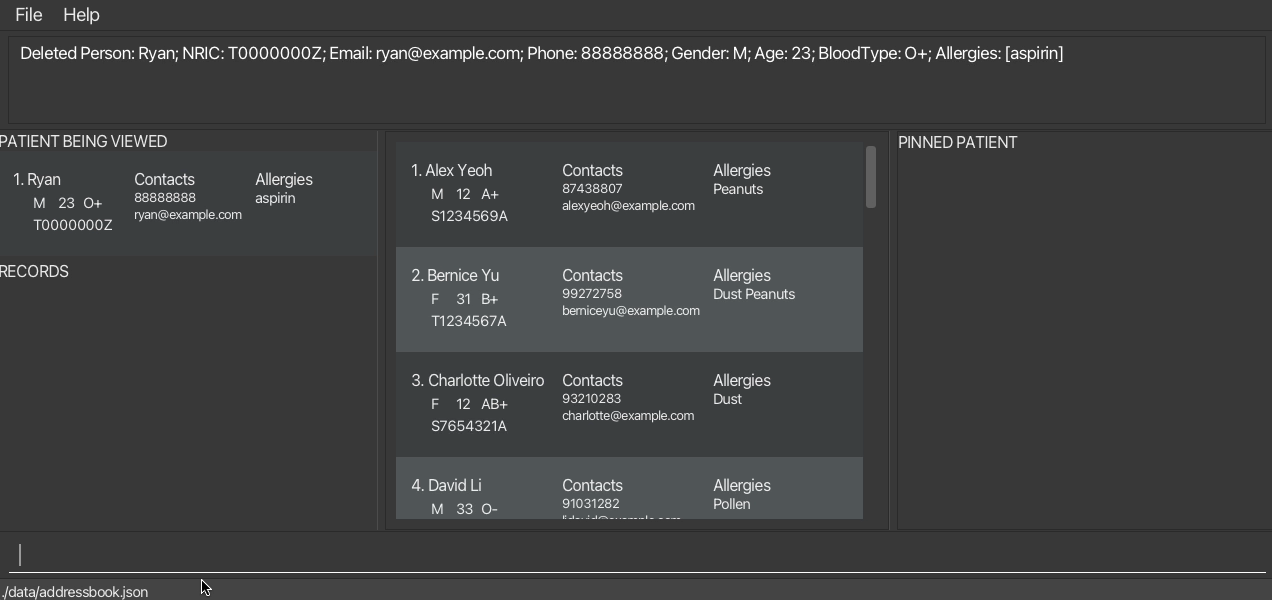 File Help
Deleted Person: Ryan; NRIC: T0000000Z; Email: ryan@example.com; Phone: 88888888; Gender: M; Age: 23; BloodType: O+; Allergies: [aspirin]
PATIENT BEING VIEWED
1. Ryan Contacts Allergies
M 23 O+ 88888888 aspirin
T0000000Z ryan@example.com
RECORDS
1. Alex Yeoh Contacts Allergies
M 12 A+ 87438807 Peanuts
S1234569A alexyeoh@example.com
2. Bernice Yu Contacts Allergies
F 31 B+ 99272758 Dust Peanuts
T1234567A berniceyu@example.com
3. Charlotte Oliveiro Contacts Allergies
F 12 AB+ 93210283 Dust
S7654321A charlotte@example.com
4. David Li Contacts Allergies
M 33 O- 91031282 Pollen
PINNED PATIENT
./data/addressbook.json